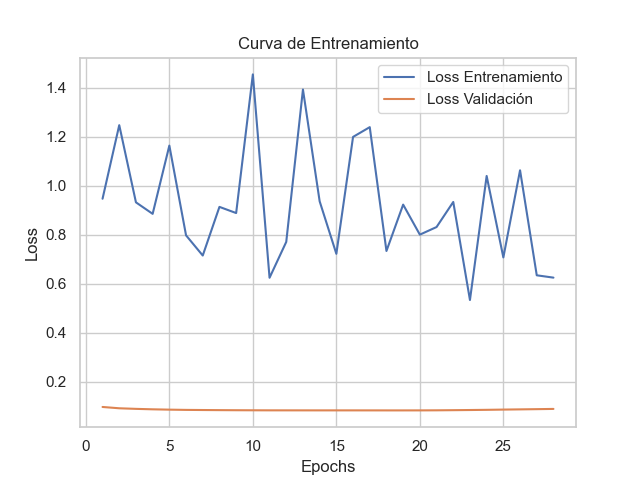 Curva de Entrenamiento
Loss Entrenamiento
Loss Validación
1.4
1.2
1.0
0.8
0.6
0.4
0.2
Loss
0 5 10 15 20 25
Epochs